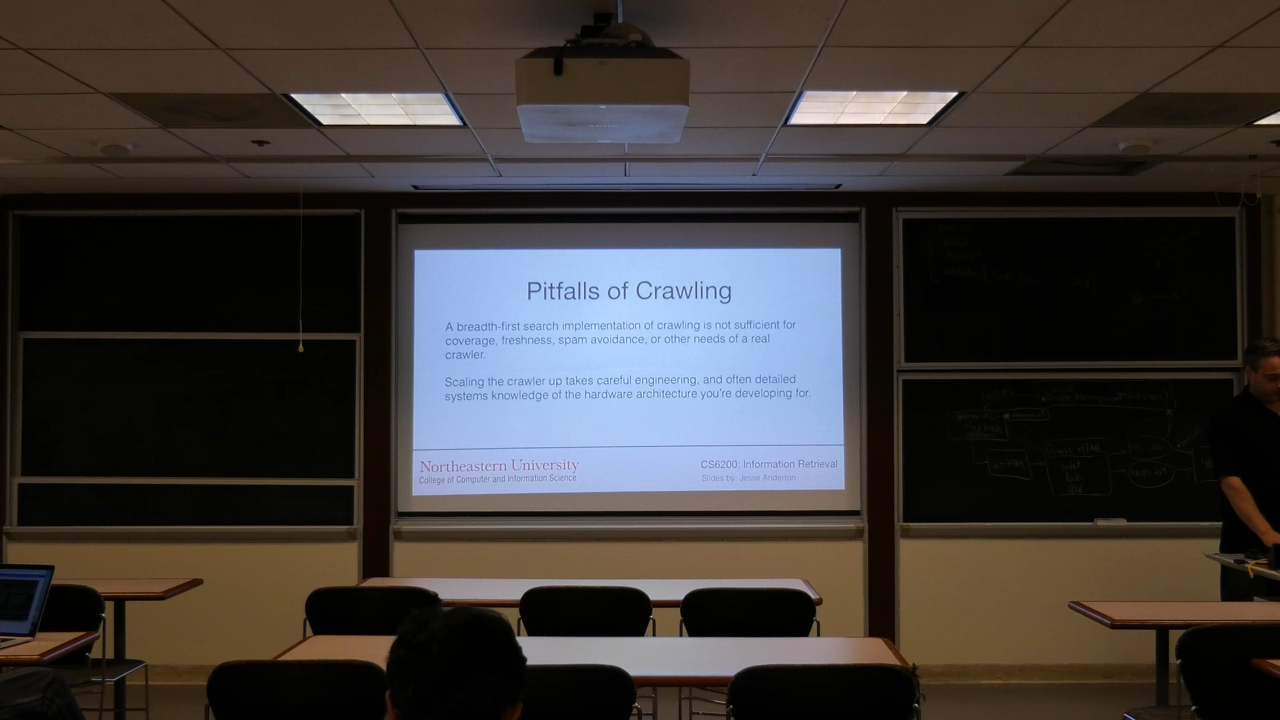 Pitfalls of Crawling
A breadth-first search implementation of crawling is not sufficient for
coverage, freshness, spam avoidance, or other needs of a real
crawler.
Scaling the crawler up takes careful engineering, and often detailed
systems knowledge of the hardware architecture you're developing for.
Northeastern University
College of Computer and Information Science
CS6200: Information Retrieval
Slides by: Jesse Anderton